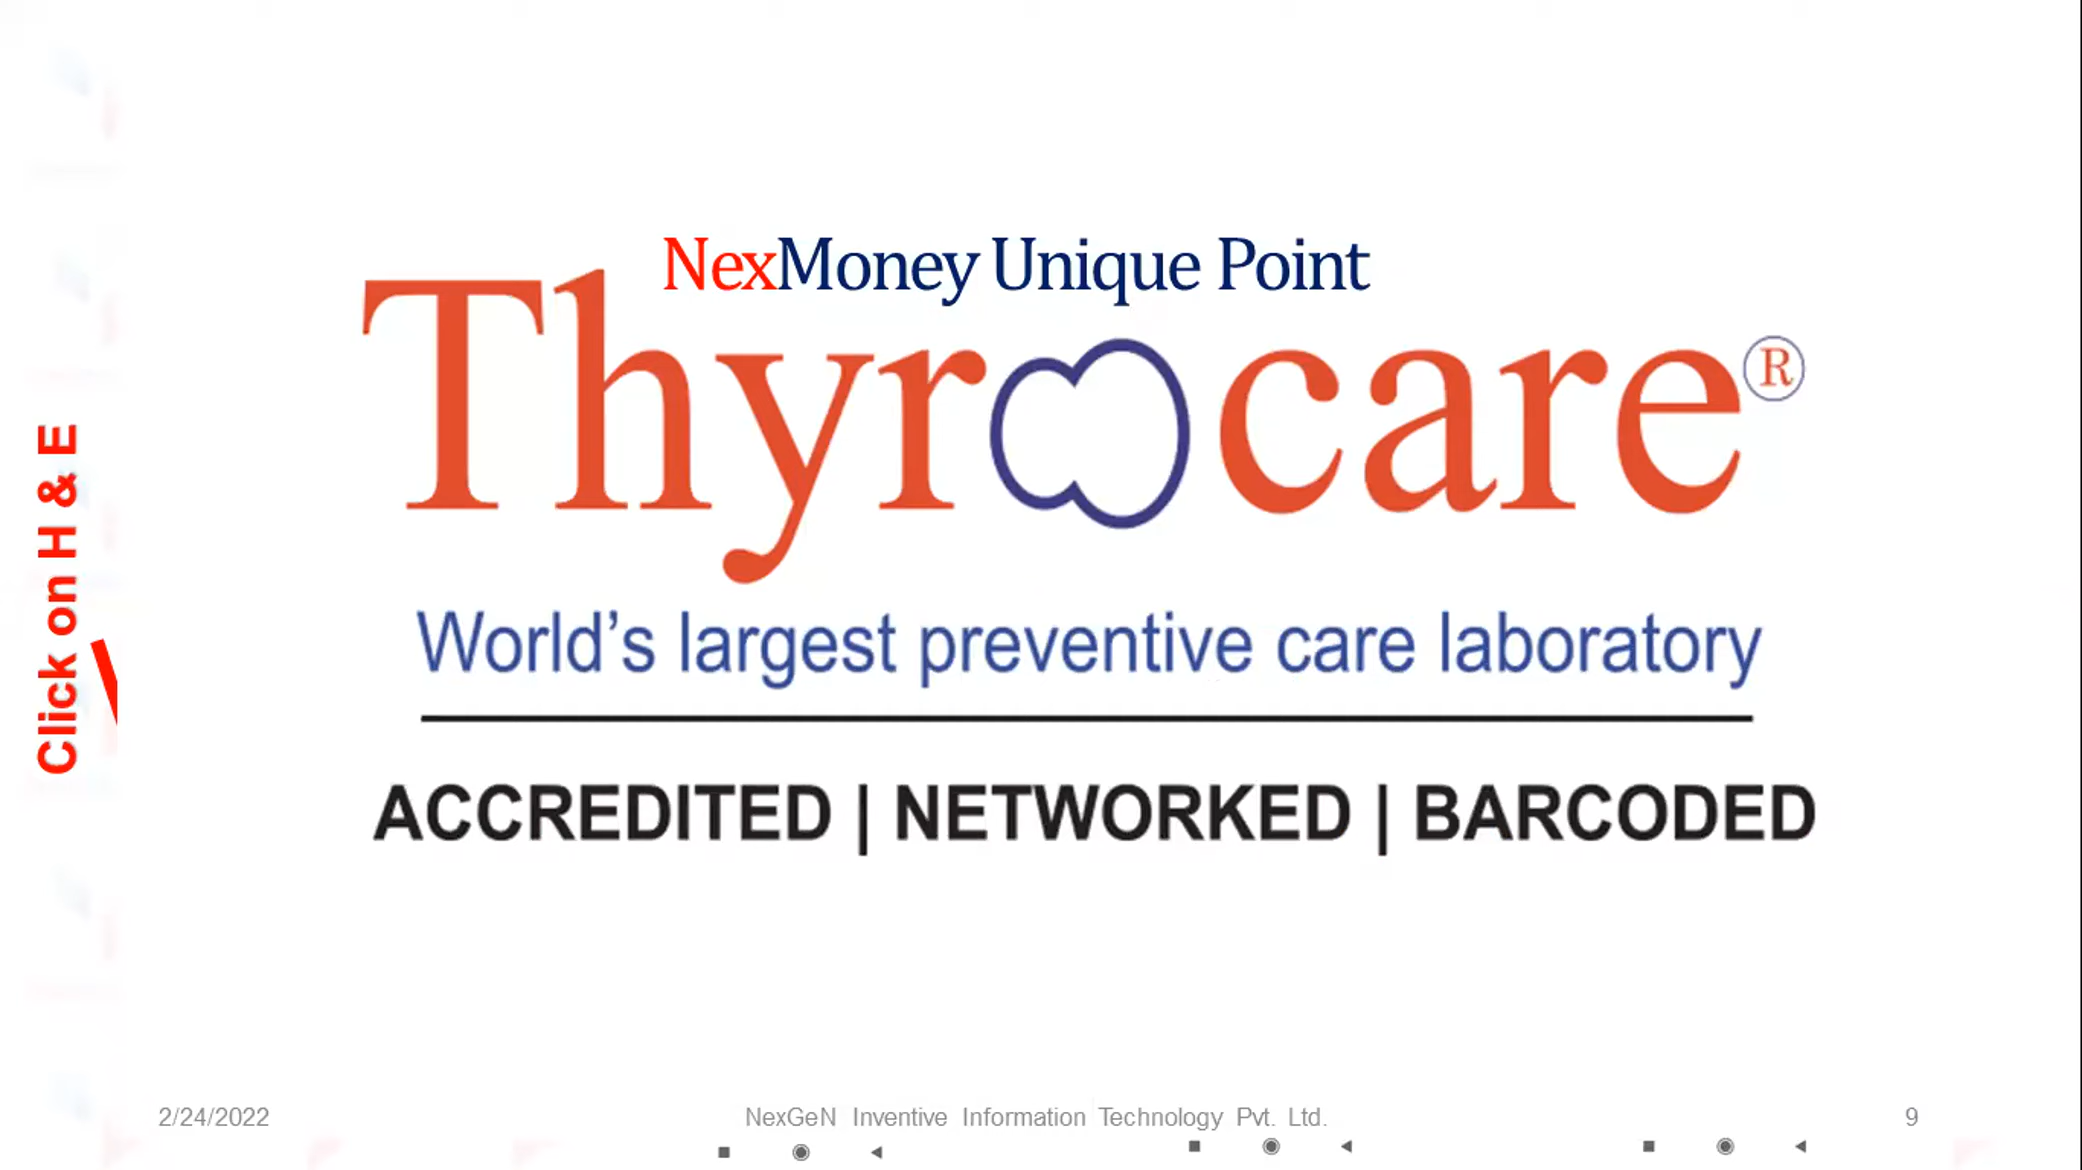 NexMoney Unique Point
Thyrocare®
World's largest preventive care laboratory
ACCREDITED | NETWORKED | BARCODED
Click on H & E
2/24/2022
NexGeN Inventive Information Technology Pvt. Ltd.
9